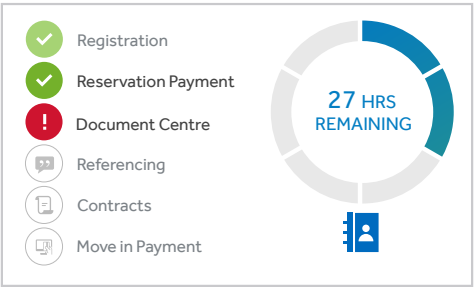 Registration
Reservation Payment
Document Centre
Referencing
Contracts
Move in Payment
27 HRS
REMAINING